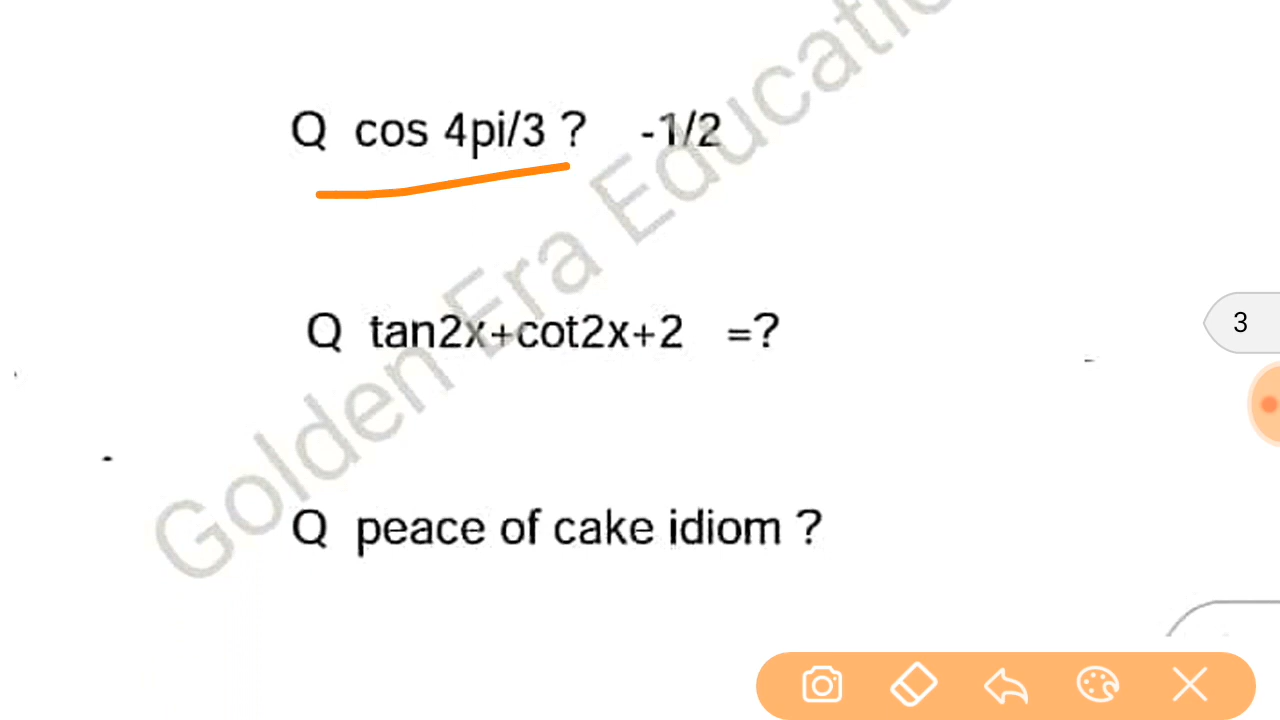 Q cos 4pi/3 ? -1/2
Q tan2x+cot2x+2 =?
3
Q peace of cake idiom ?
Golden Era Educatio